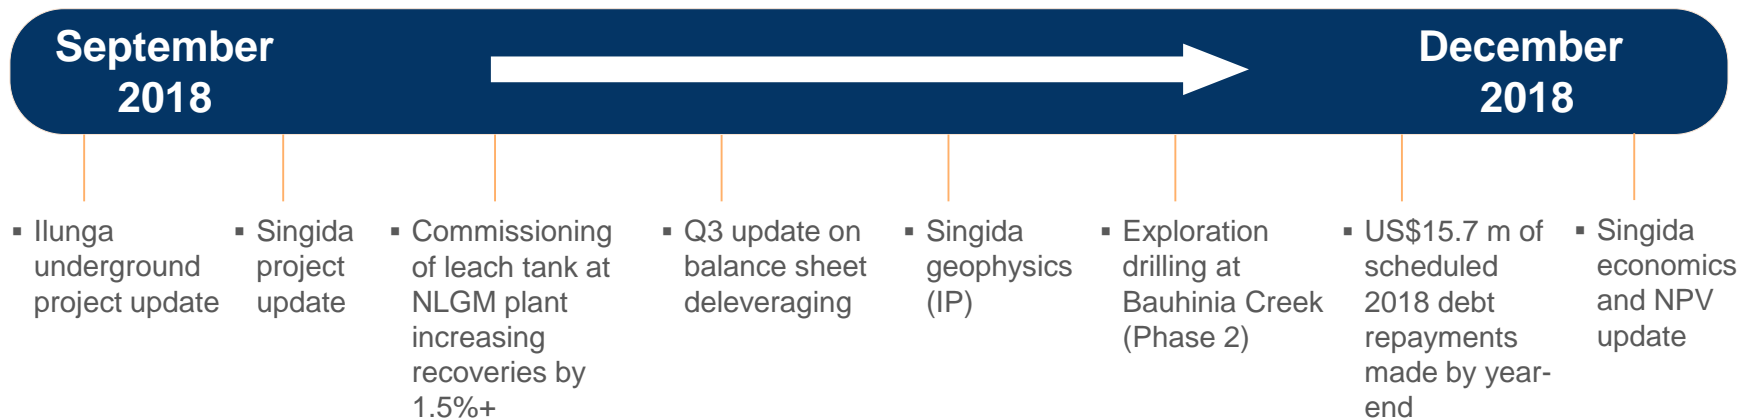 September
2018
December
2018
▪ Ilunga
underground
project update
▪ Singida
project
update
▪ Commissioning
of leach tank at
NLGM plant
increasing
recoveries by
1.5%+
▪ Q3 update on
balance sheet
deleveraging
▪ Singida
geophysics
(IP)
▪ Exploration
drilling at
Bauhinia Creek
(Phase 2)
▪ US$15.7 m of
scheduled
2018 debt
repayments
made by year-
end
▪ Singida
economics
and NPV
update